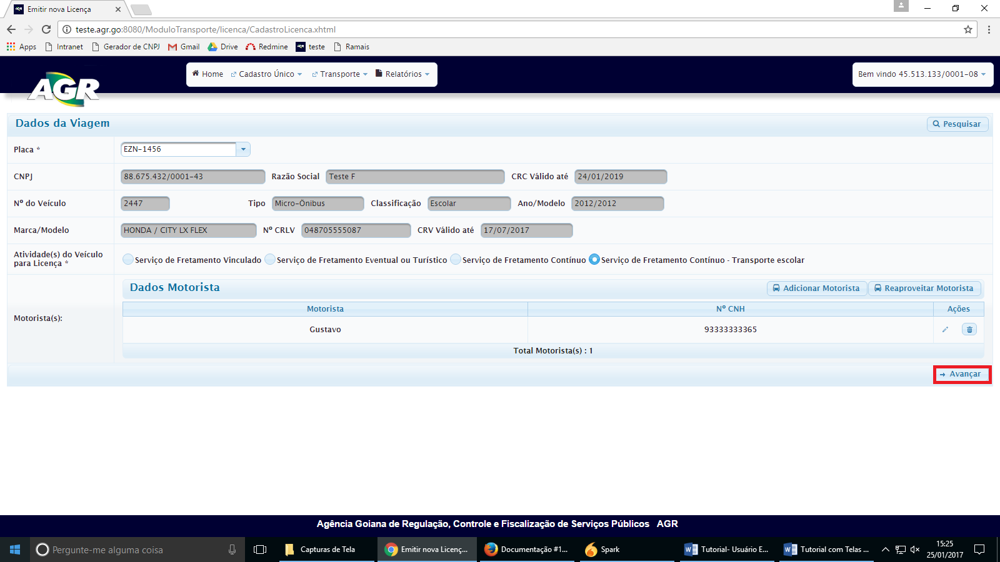 Emitir nova Licença
teste.agr.go:8080/ModuloTransporte/licenca/CadastroLicenca.xhtml
Apps Intranet Gerador de CNPJ Gmail Drive Redmine teste Ramais
AGR Home Cadastro Único Transporte Relatórios Bem vindo 45.513.133/0001-08
Dados da Viagem Pesquisar
Placa * EZN-1456
CNPJ 88.675.432/0001-43 Razão Social Teste F CRC Válido até 24/01/2019
Nº do Veículo 2447 Tipo Micro-Ônibus Classificação Escolar Ano/Modelo 2012/2012
Marca/Modelo HONDA / CITY LX FLEX Nº CRLV 048705555087 CRV Válido até 17/07/2017
Atividade(s) do Veículo
para Licença * Serviço de Fretamento Vinculado Serviço de Fretamento Eventual ou Turístico Serviço de Fretamento Contínuo Serviço de Fretamento Contínuo - Transporte escolar
Dados Motorista Adicionar Motorista Reaproveitar Motorista
Motorista Nº CNH Ações
Motorista(s):
Gustavo 93333333365
Total Motorista(s) : 1
Avançar
Agência Goiana de Regulação, Controle e Fiscalização de Serviços Públicos AGR
Pergunte-me alguma coisa Capturas de Tela Emitir nova Licenç... Documentação #1... Spark Tutorial- Usuário E... Tutorial com Telas ... 15:25
25/01/2017